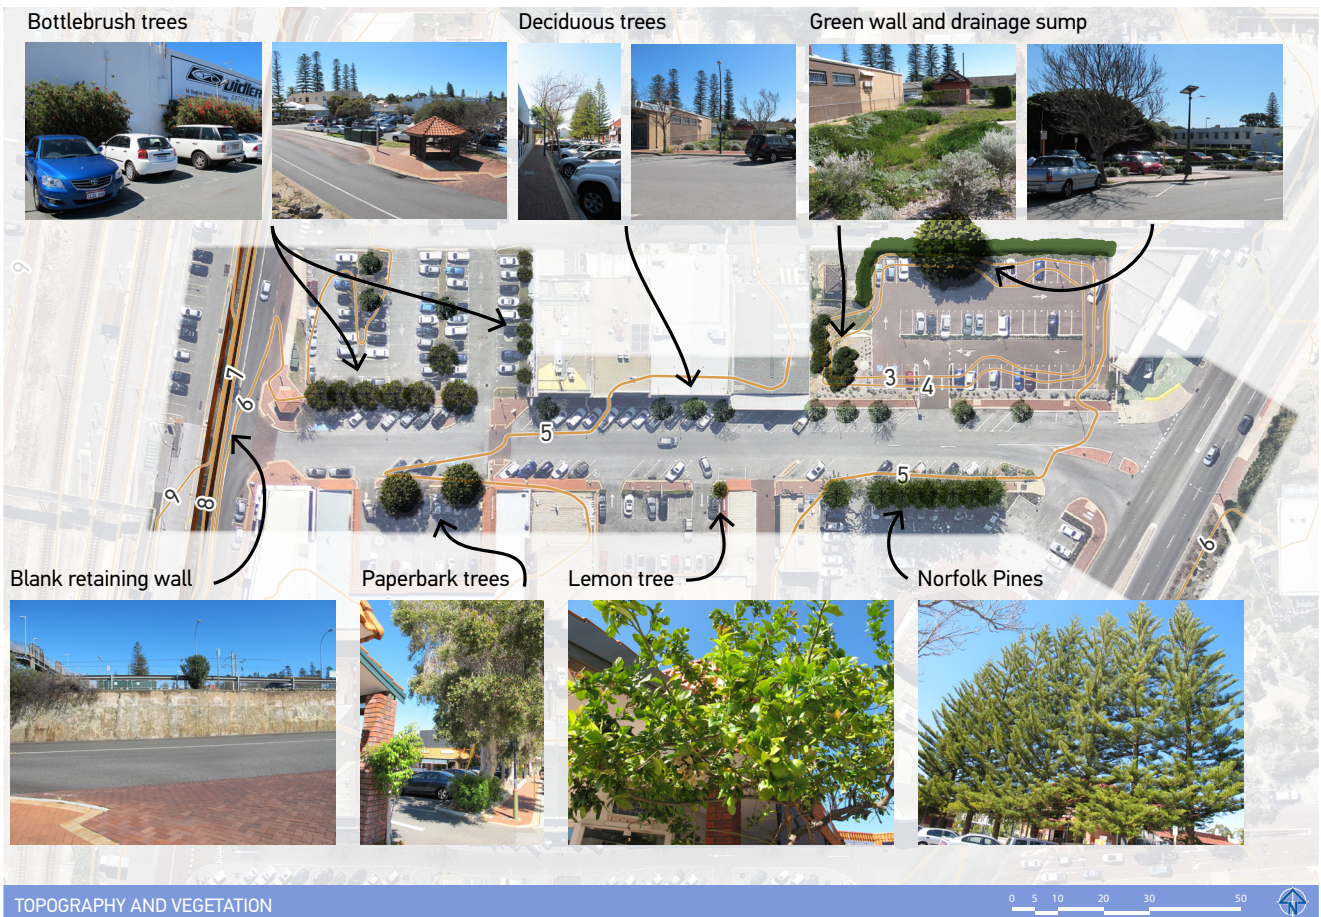 Bottlebrush trees
Deciduous trees
Green wall and drainage sump
9
7
6
3
4
5
5
9
8
6
Blank retaining wall
Paperbark trees
Lemon tree
Norfolk Pines
TOPOGRAPHY AND VEGETATION
0 5 10 20 30 50
N